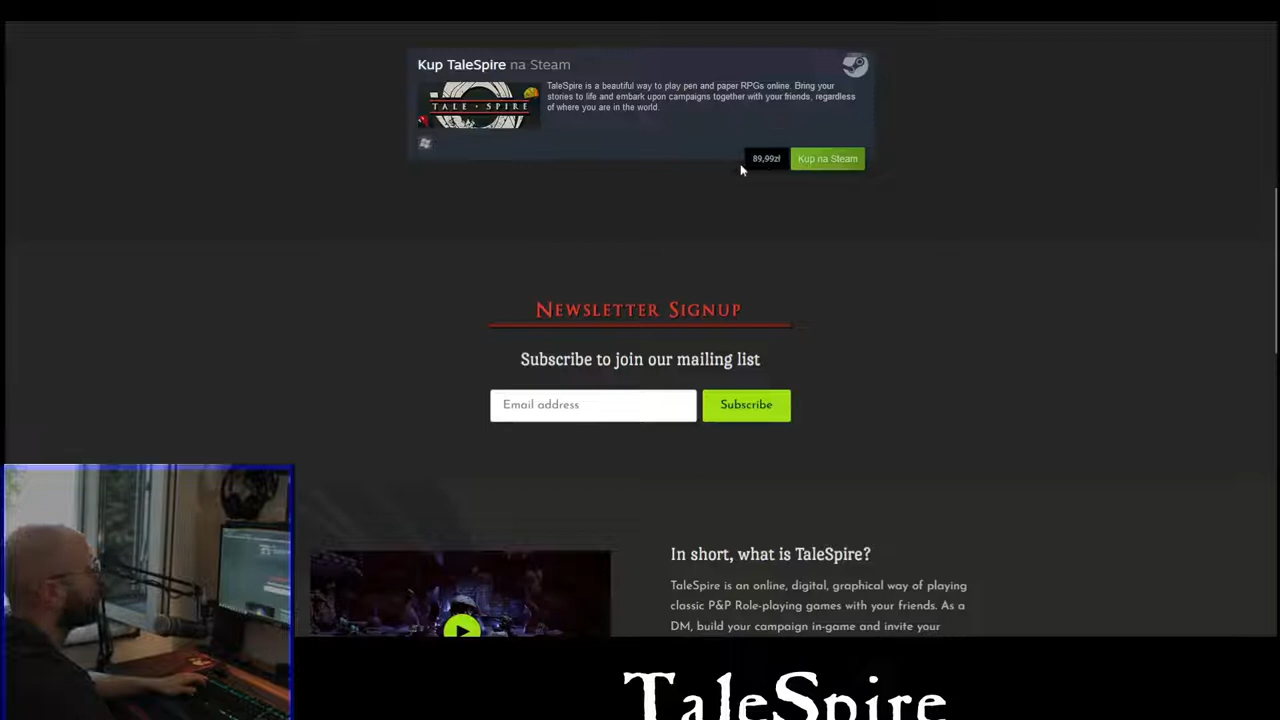 Kup TaleSpire na Steam
TALE SPIRE
TaleSpire is a beautiful way to play pen and paper RPGs online. Bring your
stories to life and embark upon campaigns together with your friends, regardless
of where you are in the world.
89,99zł
Kup na Steam
Newsletter Signup
Subscribe to join our mailing list
Email address
Subscribe
In short, what is TaleSpire?
TaleSpire is an online, digital, graphical way of playing
classic P&P Role-playing games with your friends. As a
DM, build your campaign in-game and invite your
TaleSpire